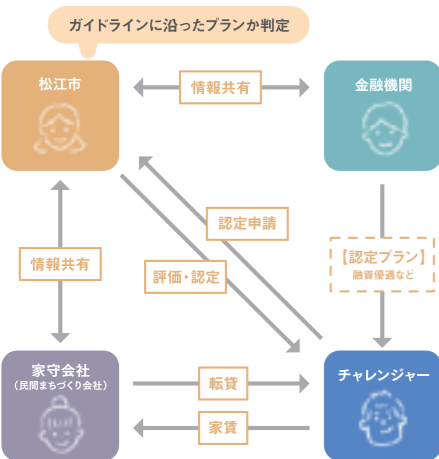 ガイドラインに沿ったプランか判定
松江市
情報共有
金融機関
認定申請
情報共有
評価・認定
【認定プラン】
融資優遇など
家守会社
(民間まちづくり会社)
転貸
チャレンジャー
家賃